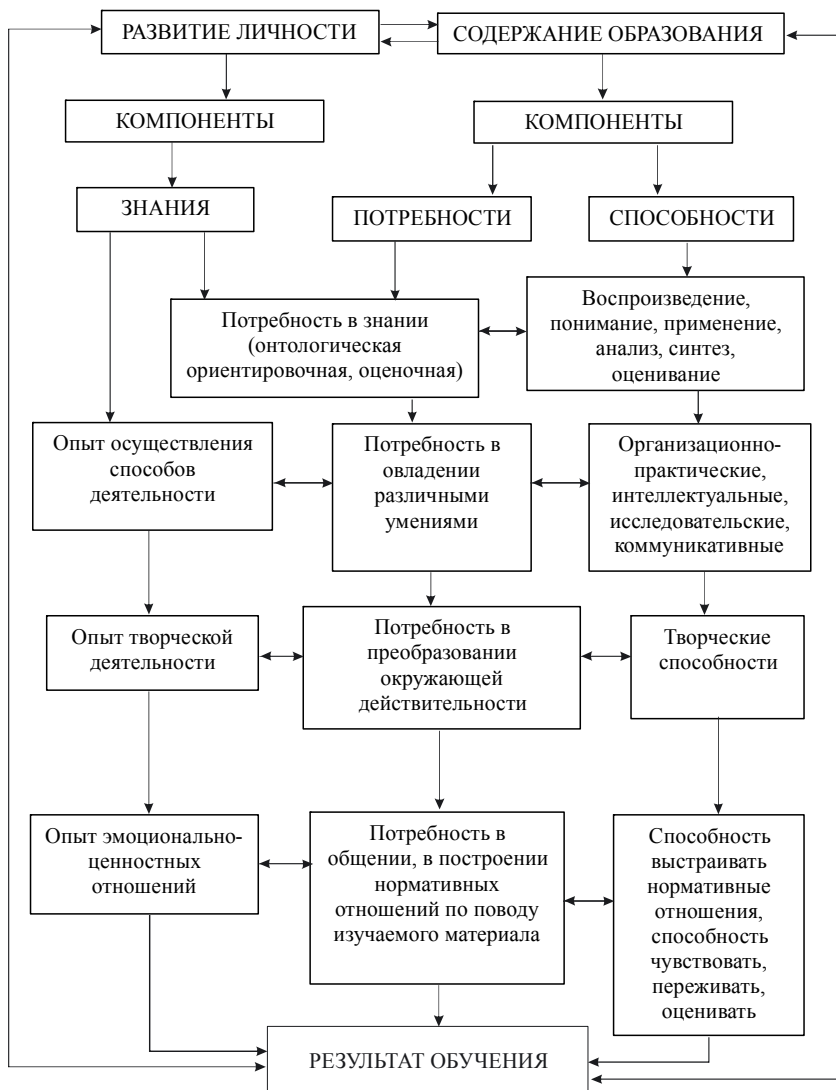 РАЗВИТИЕ ЛИЧНОСТИ
СОДЕРЖАНИЕ ОБРАЗОВАНИЯ
КОМПОНЕНТЫ
КОМПОНЕНТЫ
ЗНАНИЯ
ПОТРЕБНОСТИ
СПОСОБНОСТИ
Потребность в знании
(онтологическая
ориентировочная, оценочная)
Воспроизведение,
понимание, применение,
анализ, синтез,
оценивание
Опыт осуществления
способов
деятельности
Потребность в
овладении
различными
умениями
Организационно-
практические,
интеллектуальные,
исследовательские,
коммуникативные
Опыт творческой
деятельности
Потребность в
преобразовании
окружающей
действительности
Творческие
способности
Опыт эмоционально-
ценностных
отношений
Потребность в
общении, в построении
нормативных
отношений по поводу
изучаемого материала
Способность
выстраивать
нормативные
отношения,
способность
чувствовать,
переживать,
оценивать
РЕЗУЛЬТАТ ОБУЧЕНИЯ